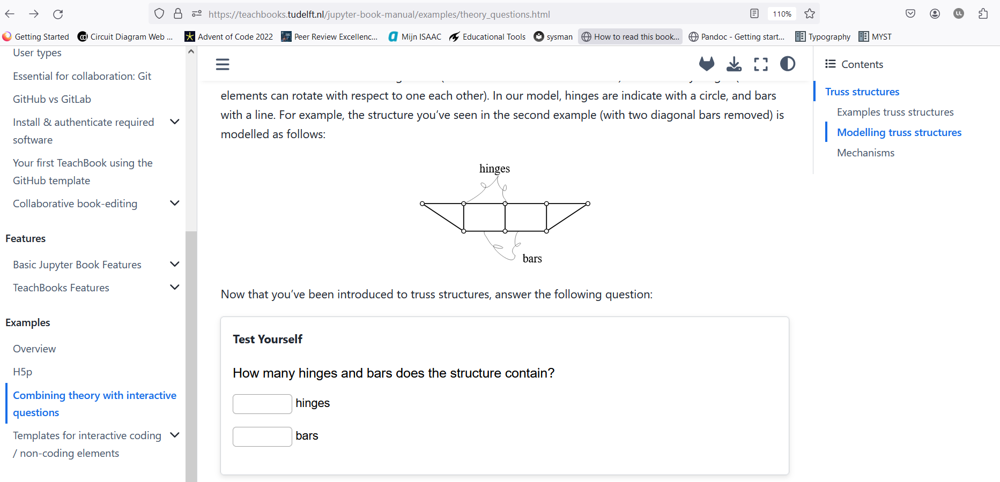 https://teachbooks.tudelft.nl/jupyter-book-manual/examples/theory_questions.html
110%
Getting Started
Circuit Diagram Web ...
Advent of Code 2022
Peer Review Excellenc...
Mijn ISAAC
Educational Tools
sysman
How to read this book...
Pandoc - Getting start...
Typography
MYST
User types
Essential for collaboration: Git
GitHub vs GitLab
Install & authenticate required
software
Your first TeachBook using the
GitHub template
Collaborative book-editing
Features
Basic Jupyter Book Features
TeachBooks Features
Examples
Overview
H5p
Combining theory with interactive
questions
Templates for interactive coding
/ non-coding elements
elements can rotate with respect to one each other). In our model, hinges are indicate with a circle, and bars
with a line. For example, the structure you’ve seen in the second example (with two diagonal bars removed) is
modelled as follows:
hinges
bars
Now that you’ve been introduced to truss structures, answer the following question:
Test Yourself
How many hinges and bars does the structure contain?
hinges
bars
Contents
Truss structures
Examples truss structures
Modelling truss structures
Mechanisms